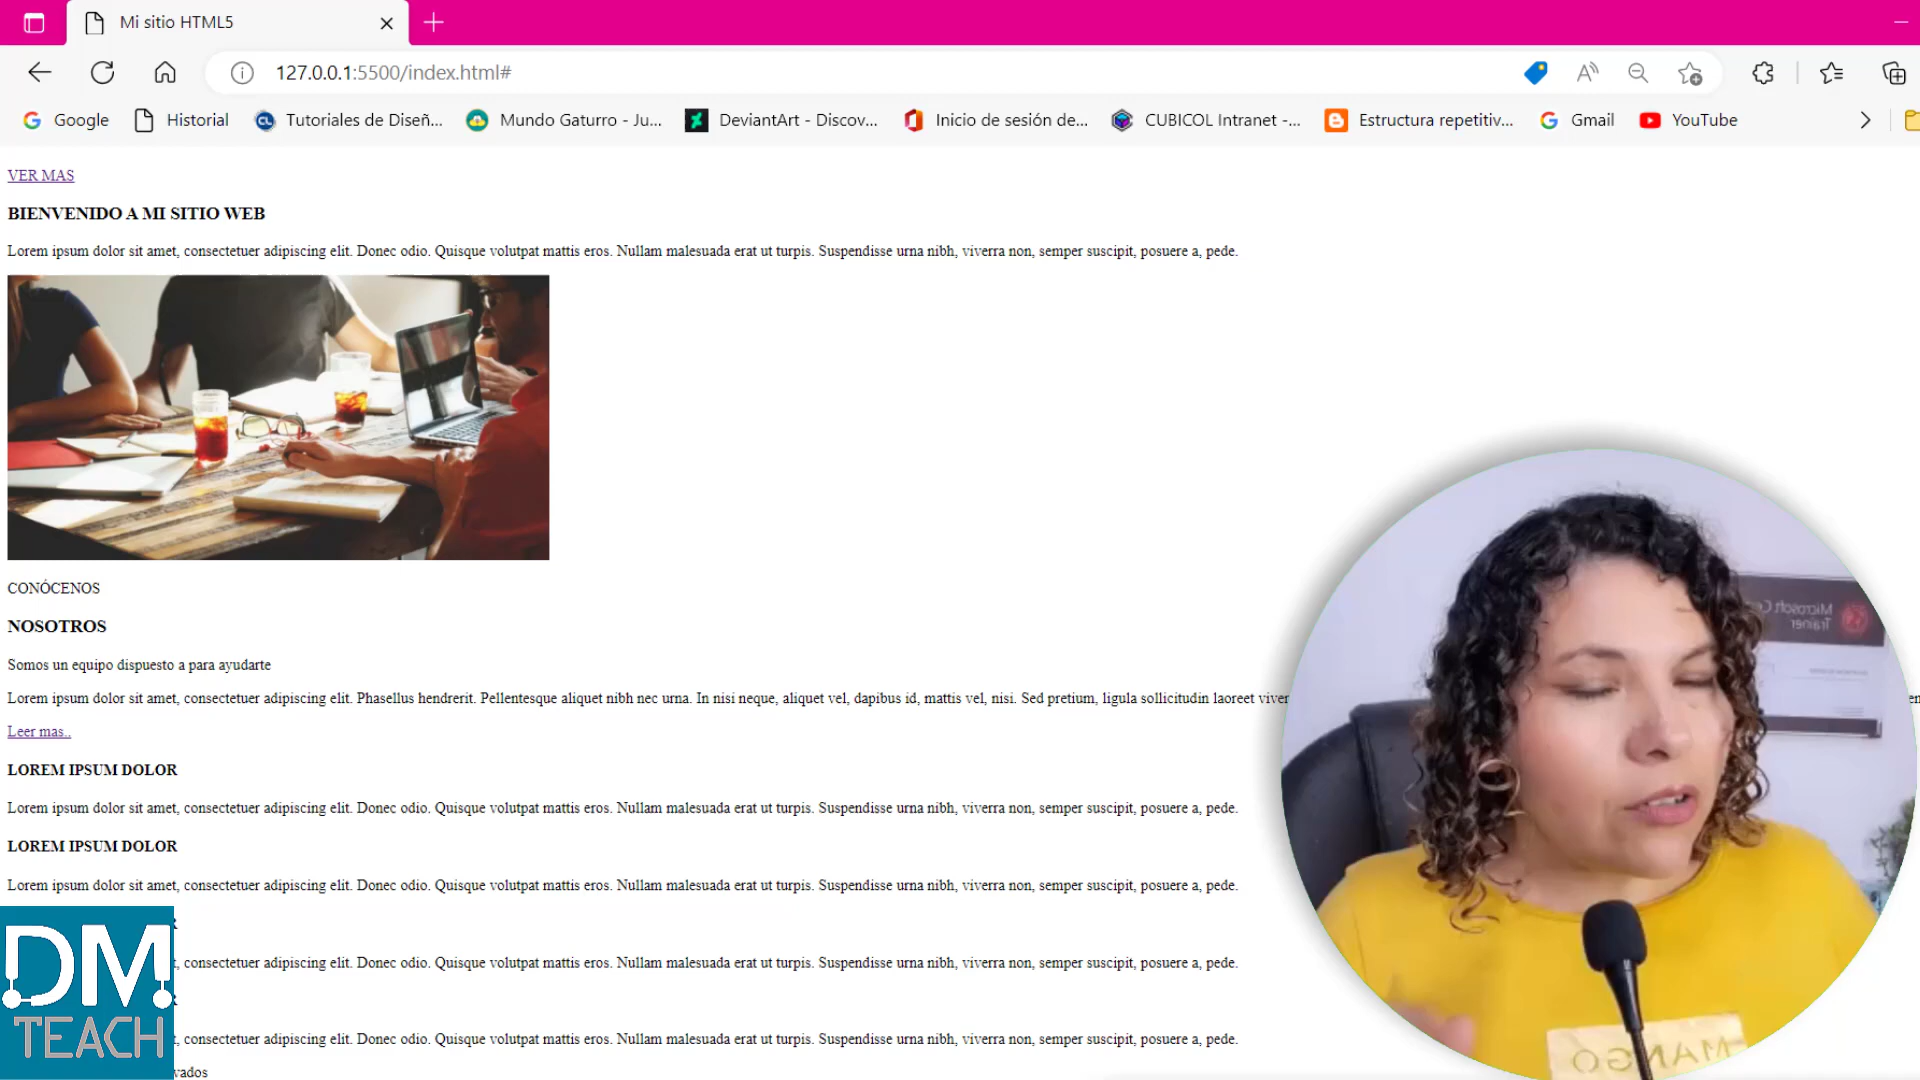 Mi sitio HTML5
127.0.0.1:5500/index.html#
Google Historial Tutoriales de Diseñ... Mundo Gaturro - Ju... DeviantArt - Discov... Inicio de sesión de... CUBICOL Intranet -... Estructura repetitiv... Gmail YouTube
VER MAS
BIENVENIDO A MI SITIO WEB
Lorem ipsum dolor sit amet, consectetuer adipiscing elit. Donec odio. Quisque volutpat mattis eros. Nullam malesuada erat ut turpis. Suspendisse urna nibh, viverra non, semper suscipit, posuere a, pede.
CONÓCENOS
NOSOTROS
Somos un equipo dispuesto a para ayudarte
Lorem ipsum dolor sit amet, consectetuer adipiscing elit. Phasellus hendrerit. Pellentesque aliquet nibh nec urna. In nisi neque, aliquet vel, dapibus id, mattis vel, nisi. Sed pretium, ligula sollicitudin laoreet viver
Leer mas..
LOREM IPSUM DOLOR
Lorem ipsum dolor sit amet, consectetuer adipiscing elit. Donec odio. Quisque volutpat mattis eros. Nullam malesuada erat ut turpis. Suspendisse urna nibh, viverra non, semper suscipit, posuere a, pede.
LOREM IPSUM DOLOR
Lorem ipsum dolor sit amet, consectetuer adipiscing elit. Donec odio. Quisque volutpat mattis eros. Nullam malesuada erat ut turpis. Suspendisse urna nibh, viverra non, semper suscipit, posuere a, pede.
consectetuer adipiscing elit. Donec odio. Quisque volutpat mattis eros. Nullam malesuada erat ut turpis. Suspendisse urna nibh, viverra non, semper suscipit, posuere a, pede.
consectetuer adipiscing elit. Donec odio. Quisque volutpat mattis eros. Nullam malesuada erat ut turpis. Suspendisse urna nibh, viverra non, semper suscipit, posuere a, pede.
vados
DM
TEACH
Microsoft Ce
Trainer
MANGO